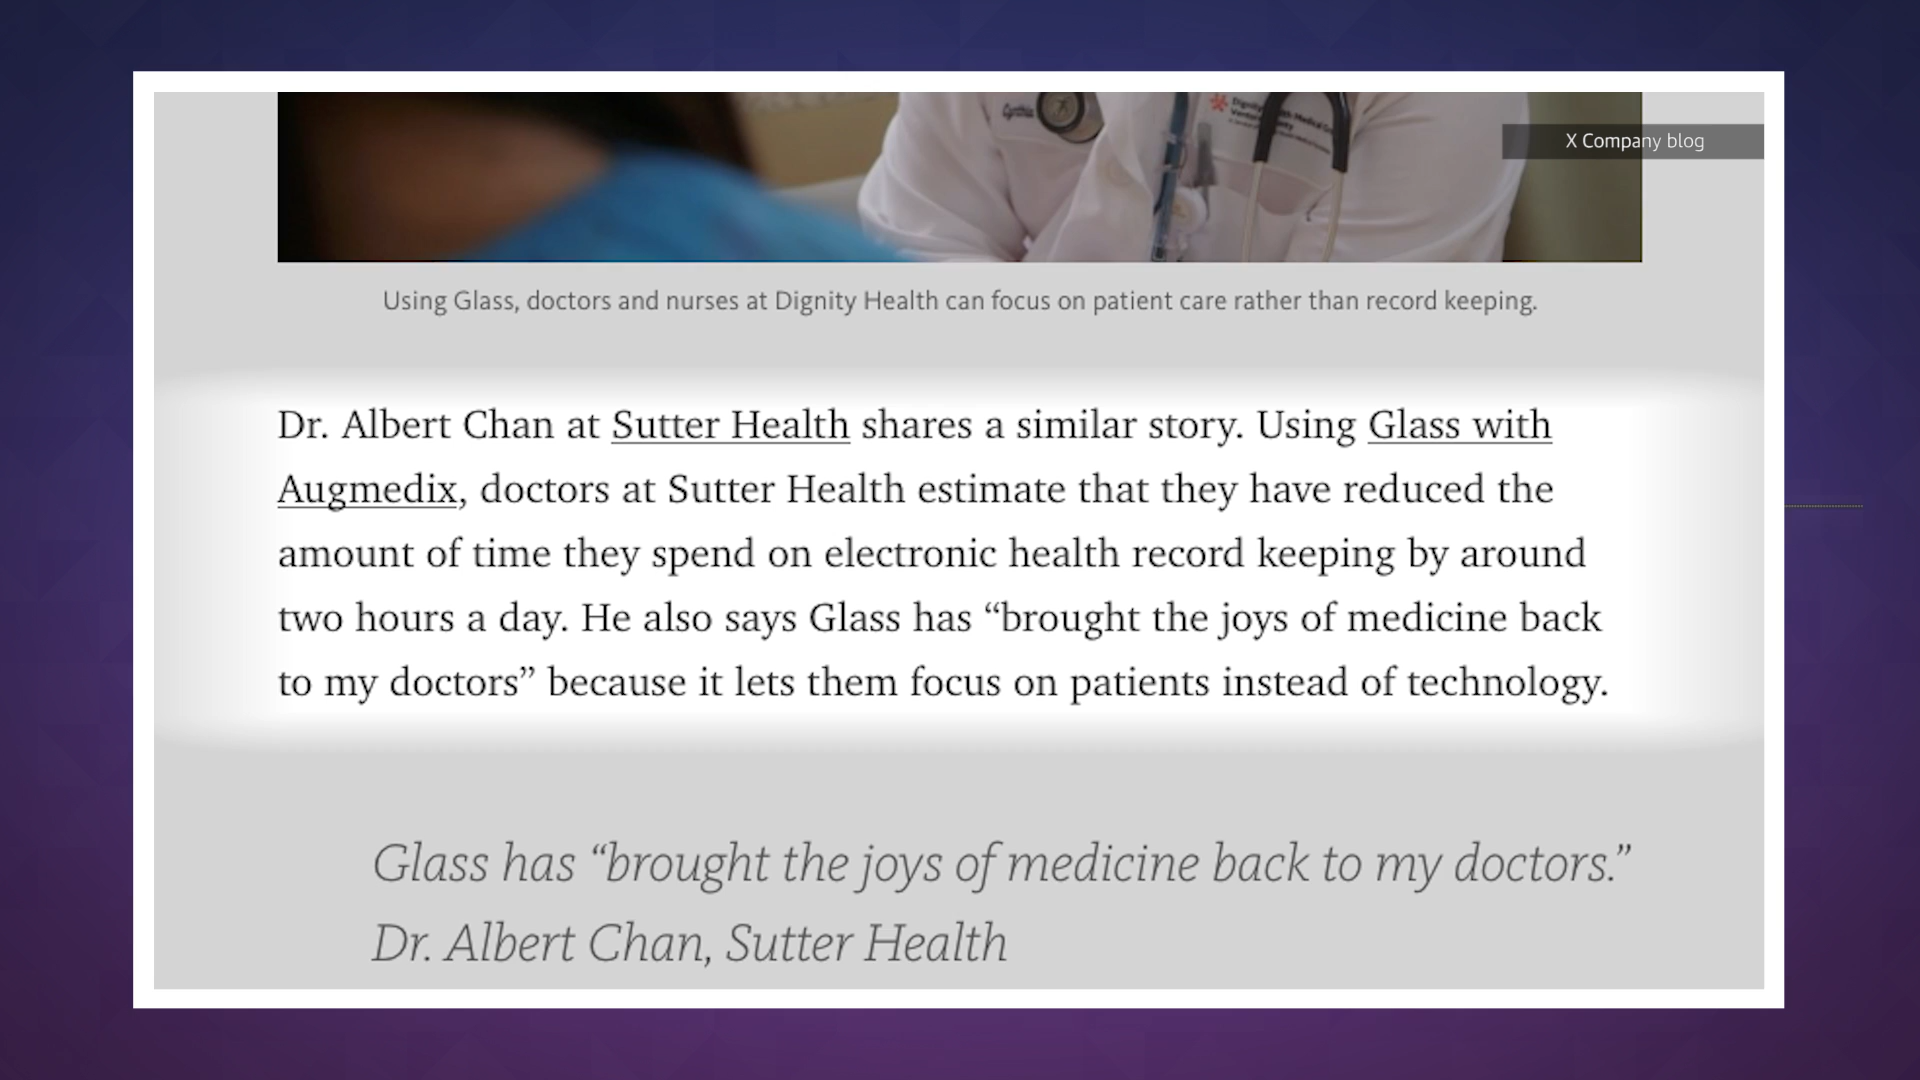 Cynthia
X Company blog
Using Glass, doctors and nurses at Dignity Health can focus on patient care rather than record keeping.
Dr. Albert Chan at Sutter Health shares a similar story. Using Glass with
Augmedix, doctors at Sutter Health estimate that they have reduced the
amount of time they spend on electronic health record keeping by around
two hours a day. He also says Glass has “brought the joys of medicine back
to my doctors” because it lets them focus on patients instead of technology.
Glass has “brought the joys of medicine back to my doctors.”
Dr. Albert Chan, Sutter Health